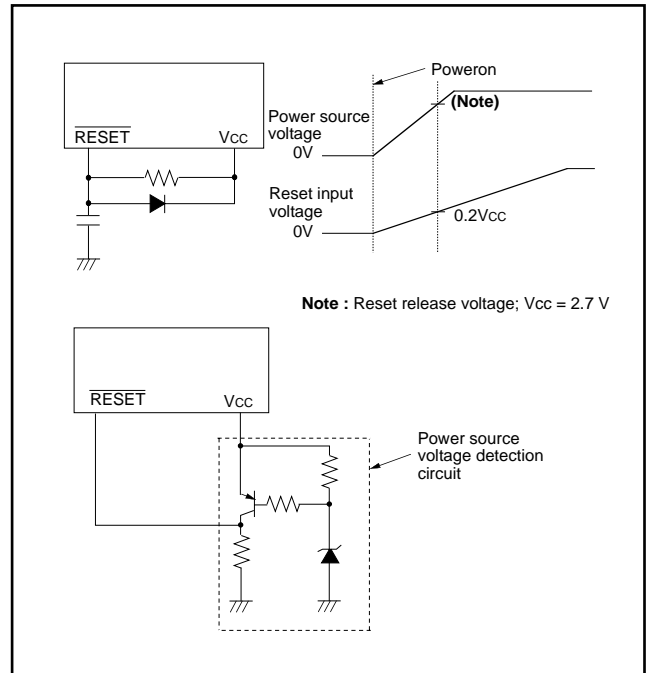 RESET Vcc
Poweron
(Note)
Power source
voltage
0V
Reset input
voltage
0V
0.2Vcc
Note : Reset release voltage; Vcc = 2.7 V
RESET Vcc
Power source
voltage detection
circuit